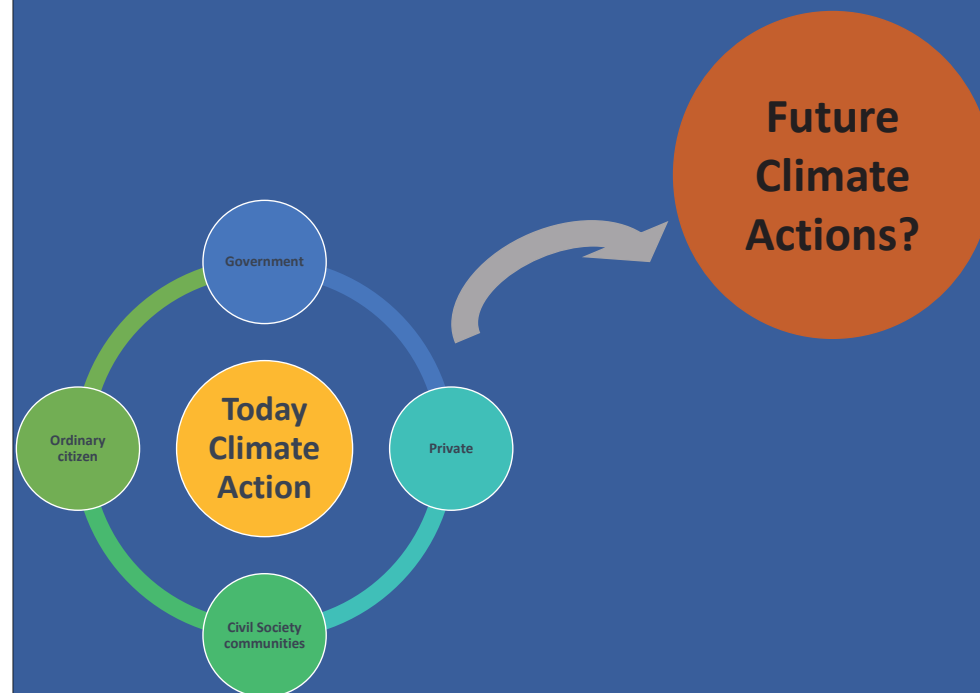 Future
Climate
Actions?
Government
Today
Climate
Action
Ordinary
citizen
Private
Civil Society
communities